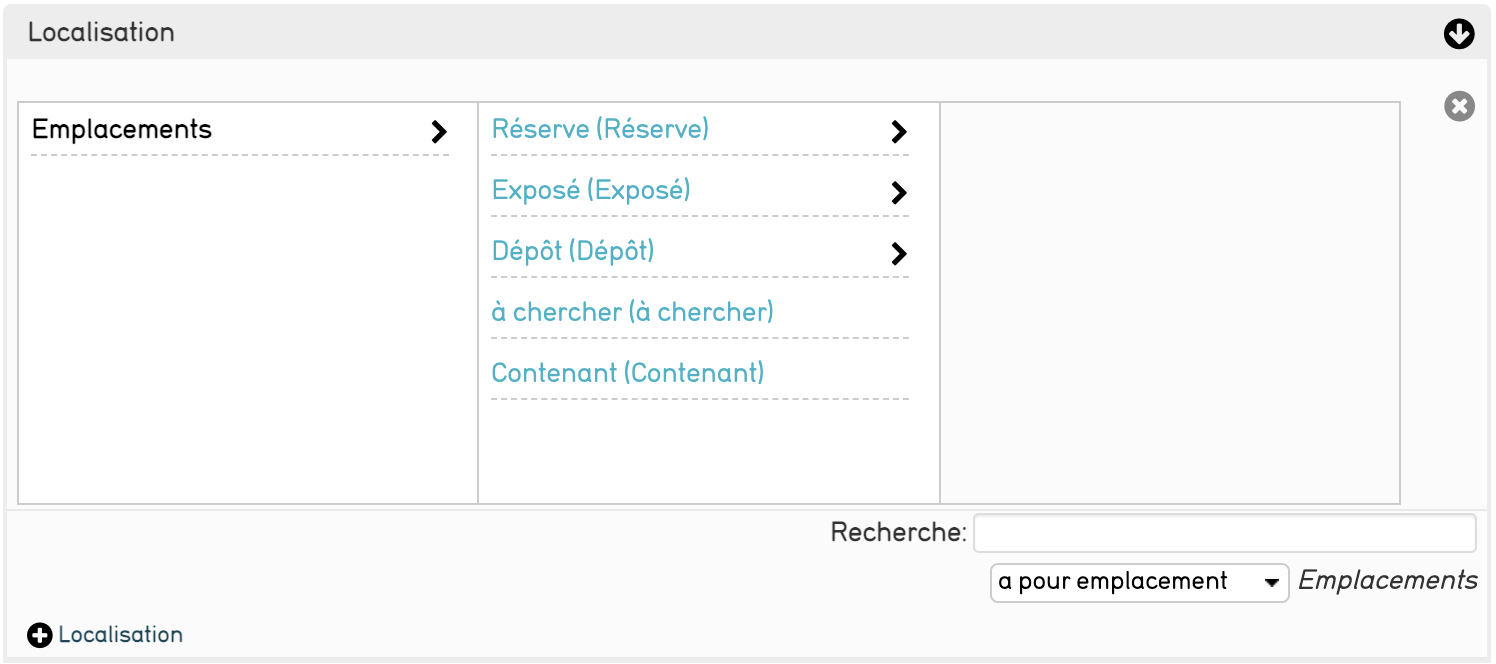 Localisation
Emplacements
Réserve (Réserve)
Exposé (Exposé)
Dépôt (Dépôt)
à chercher (à chercher)
Contenant (Contenant)
Recherche:
a pour emplacement Emplacements
Localisation